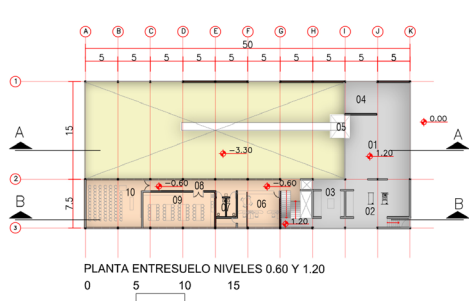 A B C D E F G H I J K
50
5 5 5 5 5 5 5 5 5 5
1
04
0.00
A 15 05 01 A
-3.30 1.20
2
-0.60 08 -0.60
10 09 06 03 02
B 7.5 B
1.20
3
PLANTA ENTRESUELO NIVELES 0.60 Y 1.20
0 5 10 15